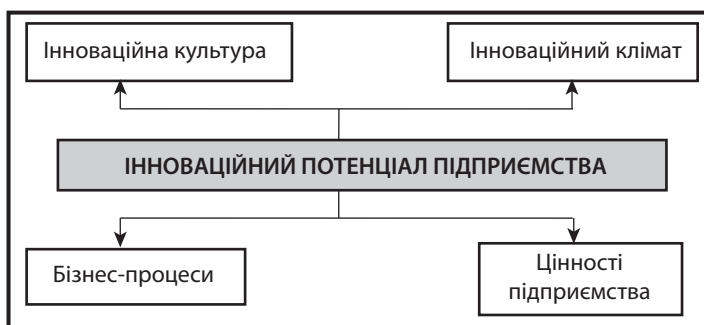 Інноваційна культура
Інноваційний клімат
ІННОВАЦІЙНИЙ ПОТЕНЦІАЛ ПІДПРИЄМСТВА
Бізнес-процеси
Цінності
підприємства